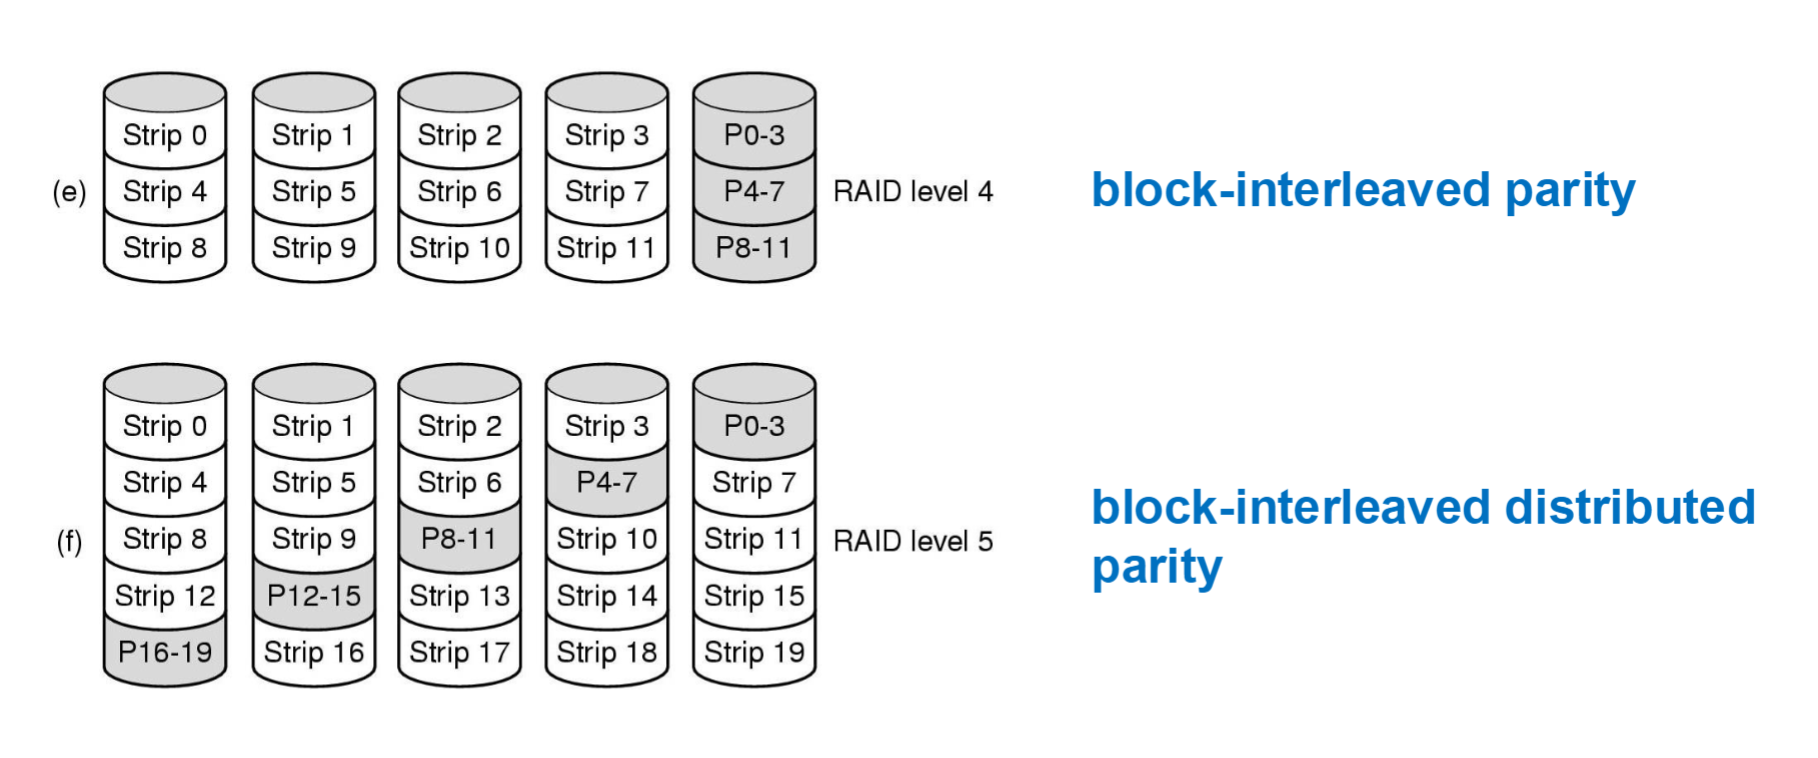 Strip 0 Strip 1 Strip 2 Strip 3 P0-3
(e) Strip 4 Strip 5 Strip 6 Strip 7 P4-7 RAID level 4 block-interleaved parity
Strip 8 Strip 9 Strip 10 Strip 11 P8-11
Strip 0 Strip 1 Strip 2 Strip 3 P0-3
Strip 4 Strip 5 Strip 6 P4-7 Strip 7
(f) Strip 8 Strip 9 P8-11 Strip 10 Strip 11 RAID level 5 block-interleaved distributed
parity
Strip 12 P12-15 Strip 13 Strip 14 Strip 15
P16-19 Strip 16 Strip 17 Strip 18 Strip 19